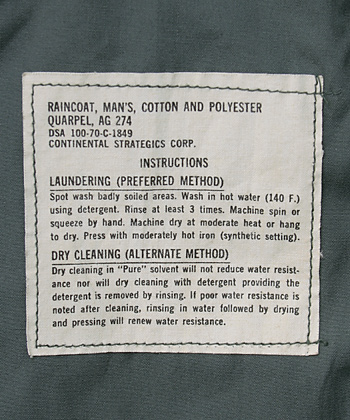 RAINCOAT, MAN'S, COTTON AND POLYESTER
QUARPEL, AG 274
DSA 100-70-C-1849
CONTINENTAL STRATEGICS CORP.
INSTRUCTIONS
LAUNDERING (PREFERRED METHOD)
Spot wash badly soiled areas. Wash in hot water (140 F.)
using detergent. Rinse at least 3 times. Machine spin or
squeeze by hand. Machine dry at moderate heat or hang
to dry. Press with moderately hot iron (synthetic setting).
DRY CLEANING (ALTERNATE METHOD)
Dry cleaning in "Pure" solvent will not reduce water resist-
ance nor will dry cleaning with detergent providing the
detergent is removed by rinsing. If poor water resistance is
noted after cleaning, rinsing in water followed by drying
and pressing will renew water resistance.